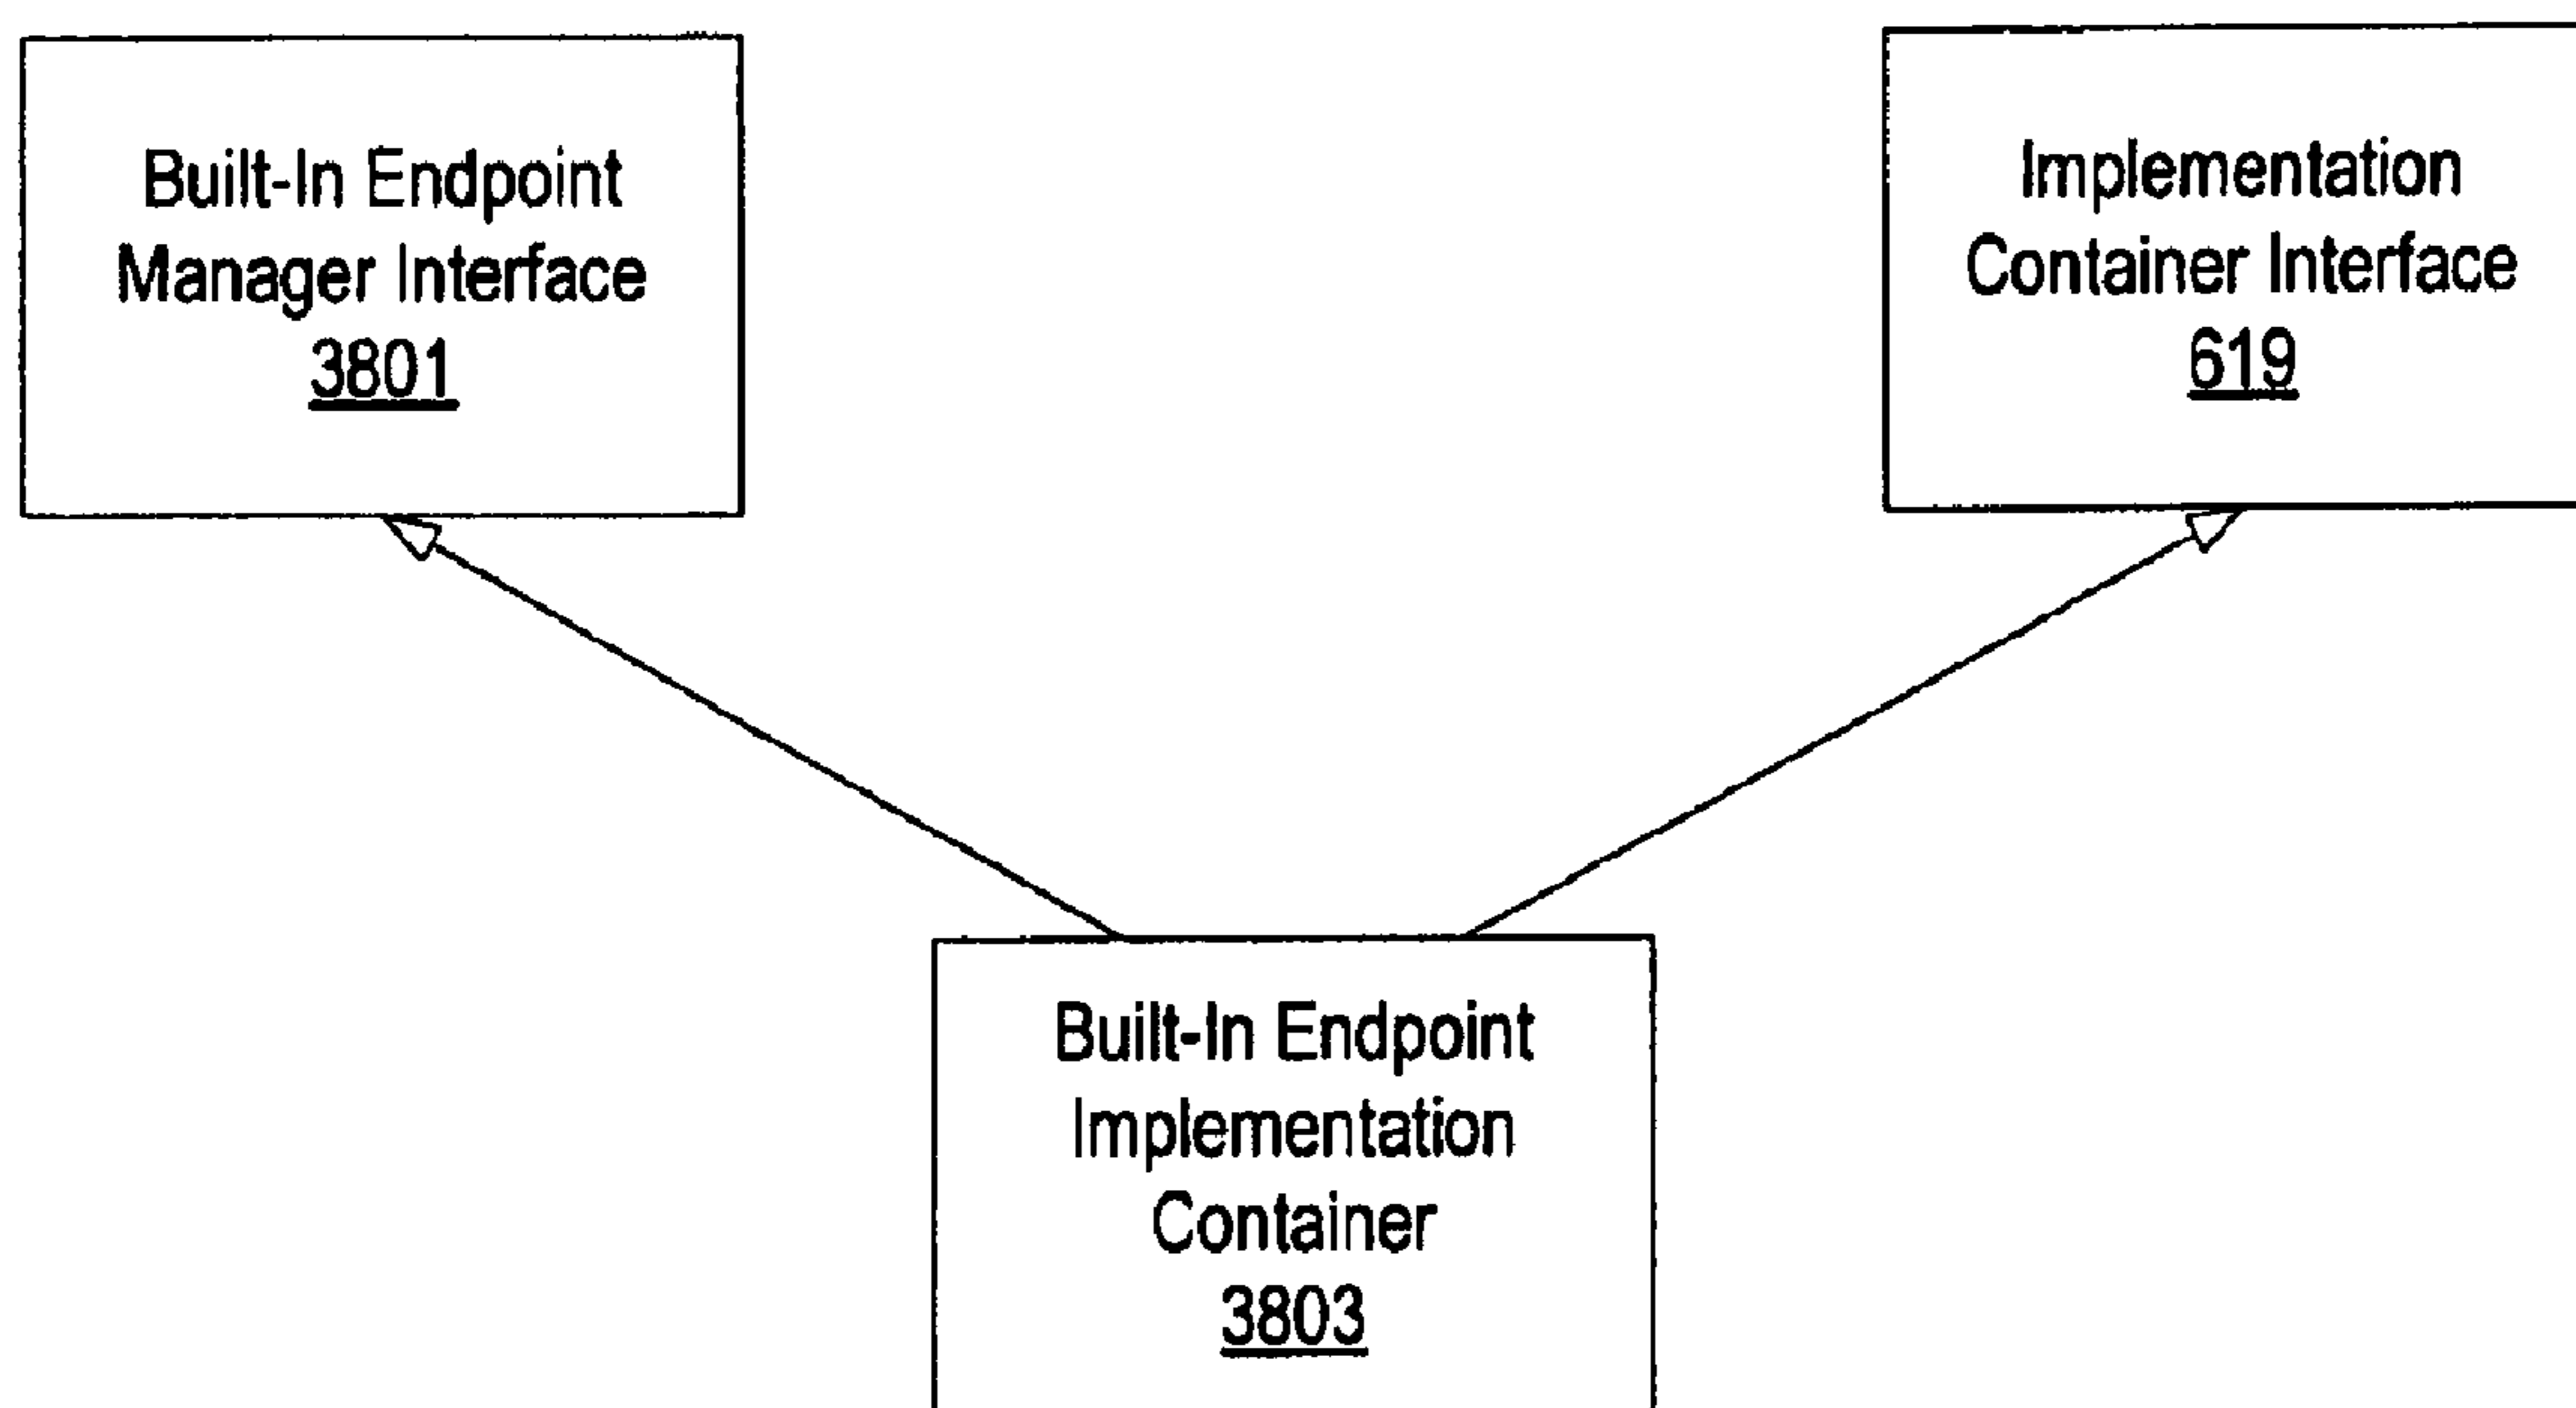 Built-In Endpoint
Manager Interface
3801
Implementation
Container Interface
619
Built-In Endpoint
Implementation
Container
3803